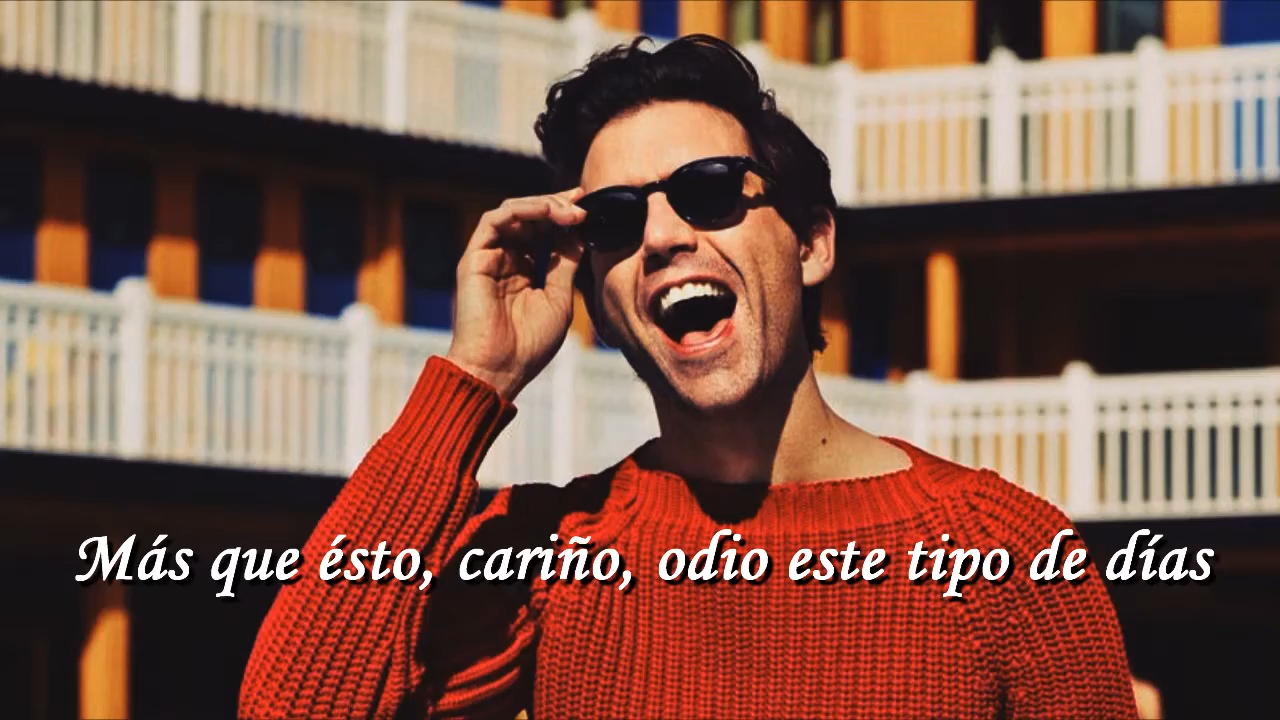 Más que ésto, cariño, odio este tipo de días